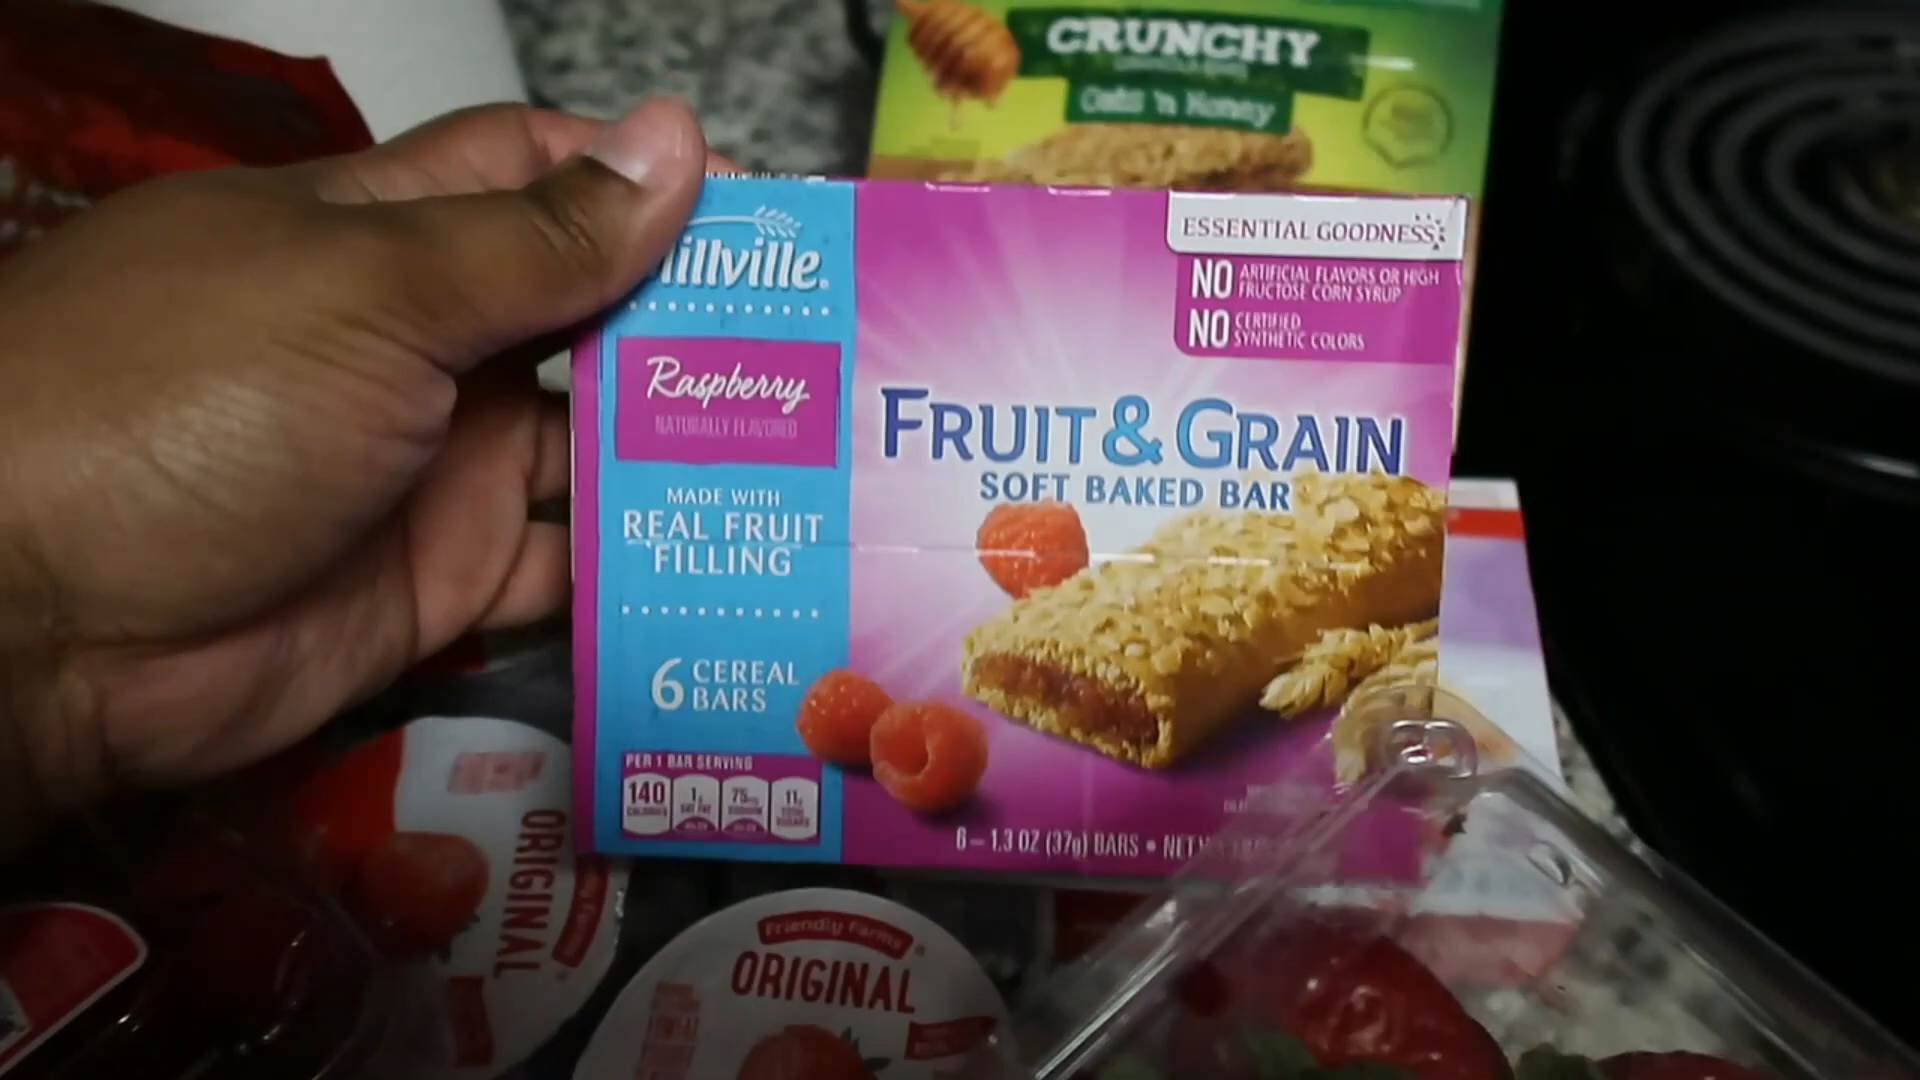 CRUNCHY
Oats 'n Honey
illville®
ESSENTIAL GOODNESS
NO ARTIFICIAL FLAVORS OR HIGH
FRUCTOSE CORN SYRUP
NO CERTIFIED
SYNTHETIC COLORS
Raspberry
NATURALLY FLAVORED
FRUIT & GRAIN
SOFT BAKED BAR
MADE WITH
REAL FRUIT
FILLING
6 CEREAL
BARS
PER 1 BAR SERVING
140 CALORIES
1g SAT FAT
75mg SODIUM
11g TOTAL SUGARS
6 – 1.3 OZ (37g) BARS • NET
ORIGINAL
Friendly Farms
ORIGINAL